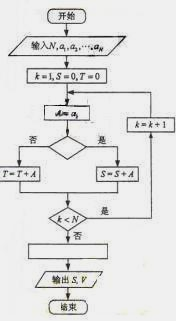 开始
输入N, a₁, a₂, ⋯, aN
k = 1, S = 0, T = 0
A = aₖ
k = k + 1
否
是
T = T + A
S = S + A
k < N
是
否
输出 S, V
结束